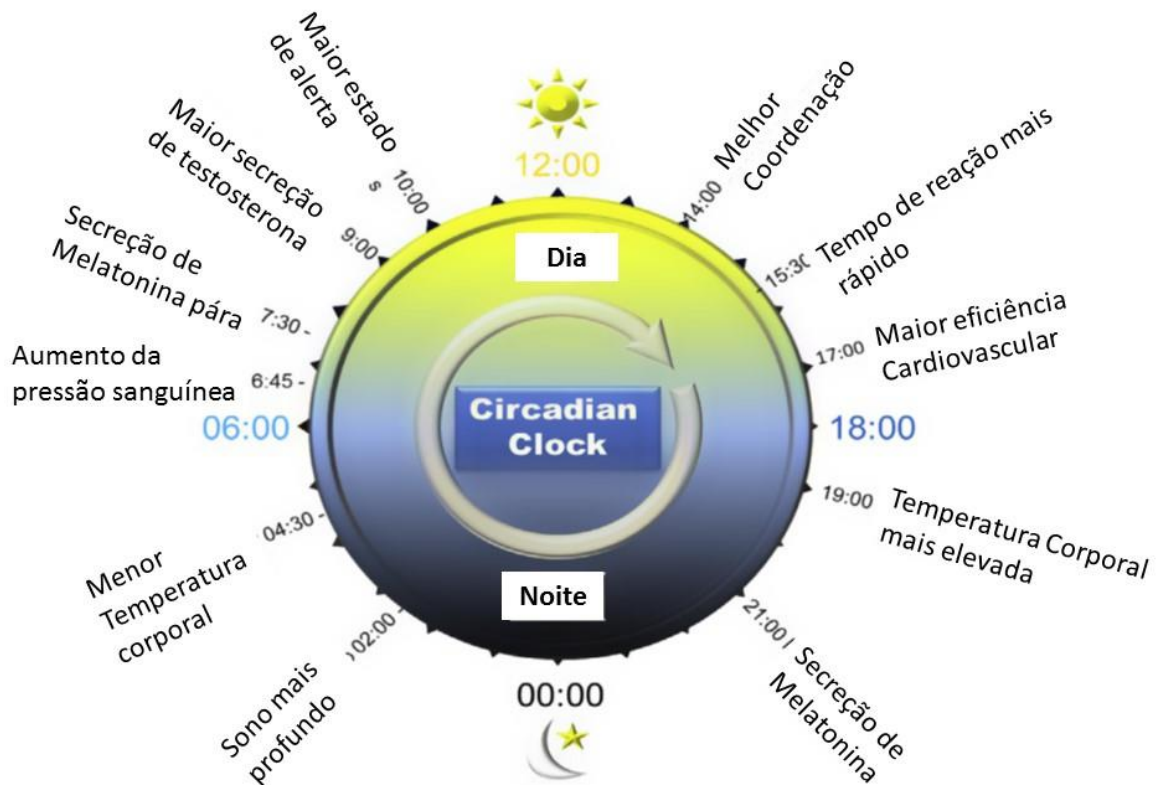 12:00
Maior estado
de alerta
s
10:00
Maior secreção
de testosterona
9:00
Secreção de
Melatonina pára
7:30 -
Aumento da
pressão sanguínea
6:45 -
06:00
Menor
Temperatura
corporal
04:30 -
Sono mais
profundo
02:00 -
00:00
Melhor
Coordenação
14:00
Tempo de reação mais
rápido
15:30
Maior eficiência
Cardiovascular
17:00
18:00
19:00
Temperatura Corporal
mais elevada
21:00
Secreção de
Melatonina
Dia
Circadian
Clock
Noite